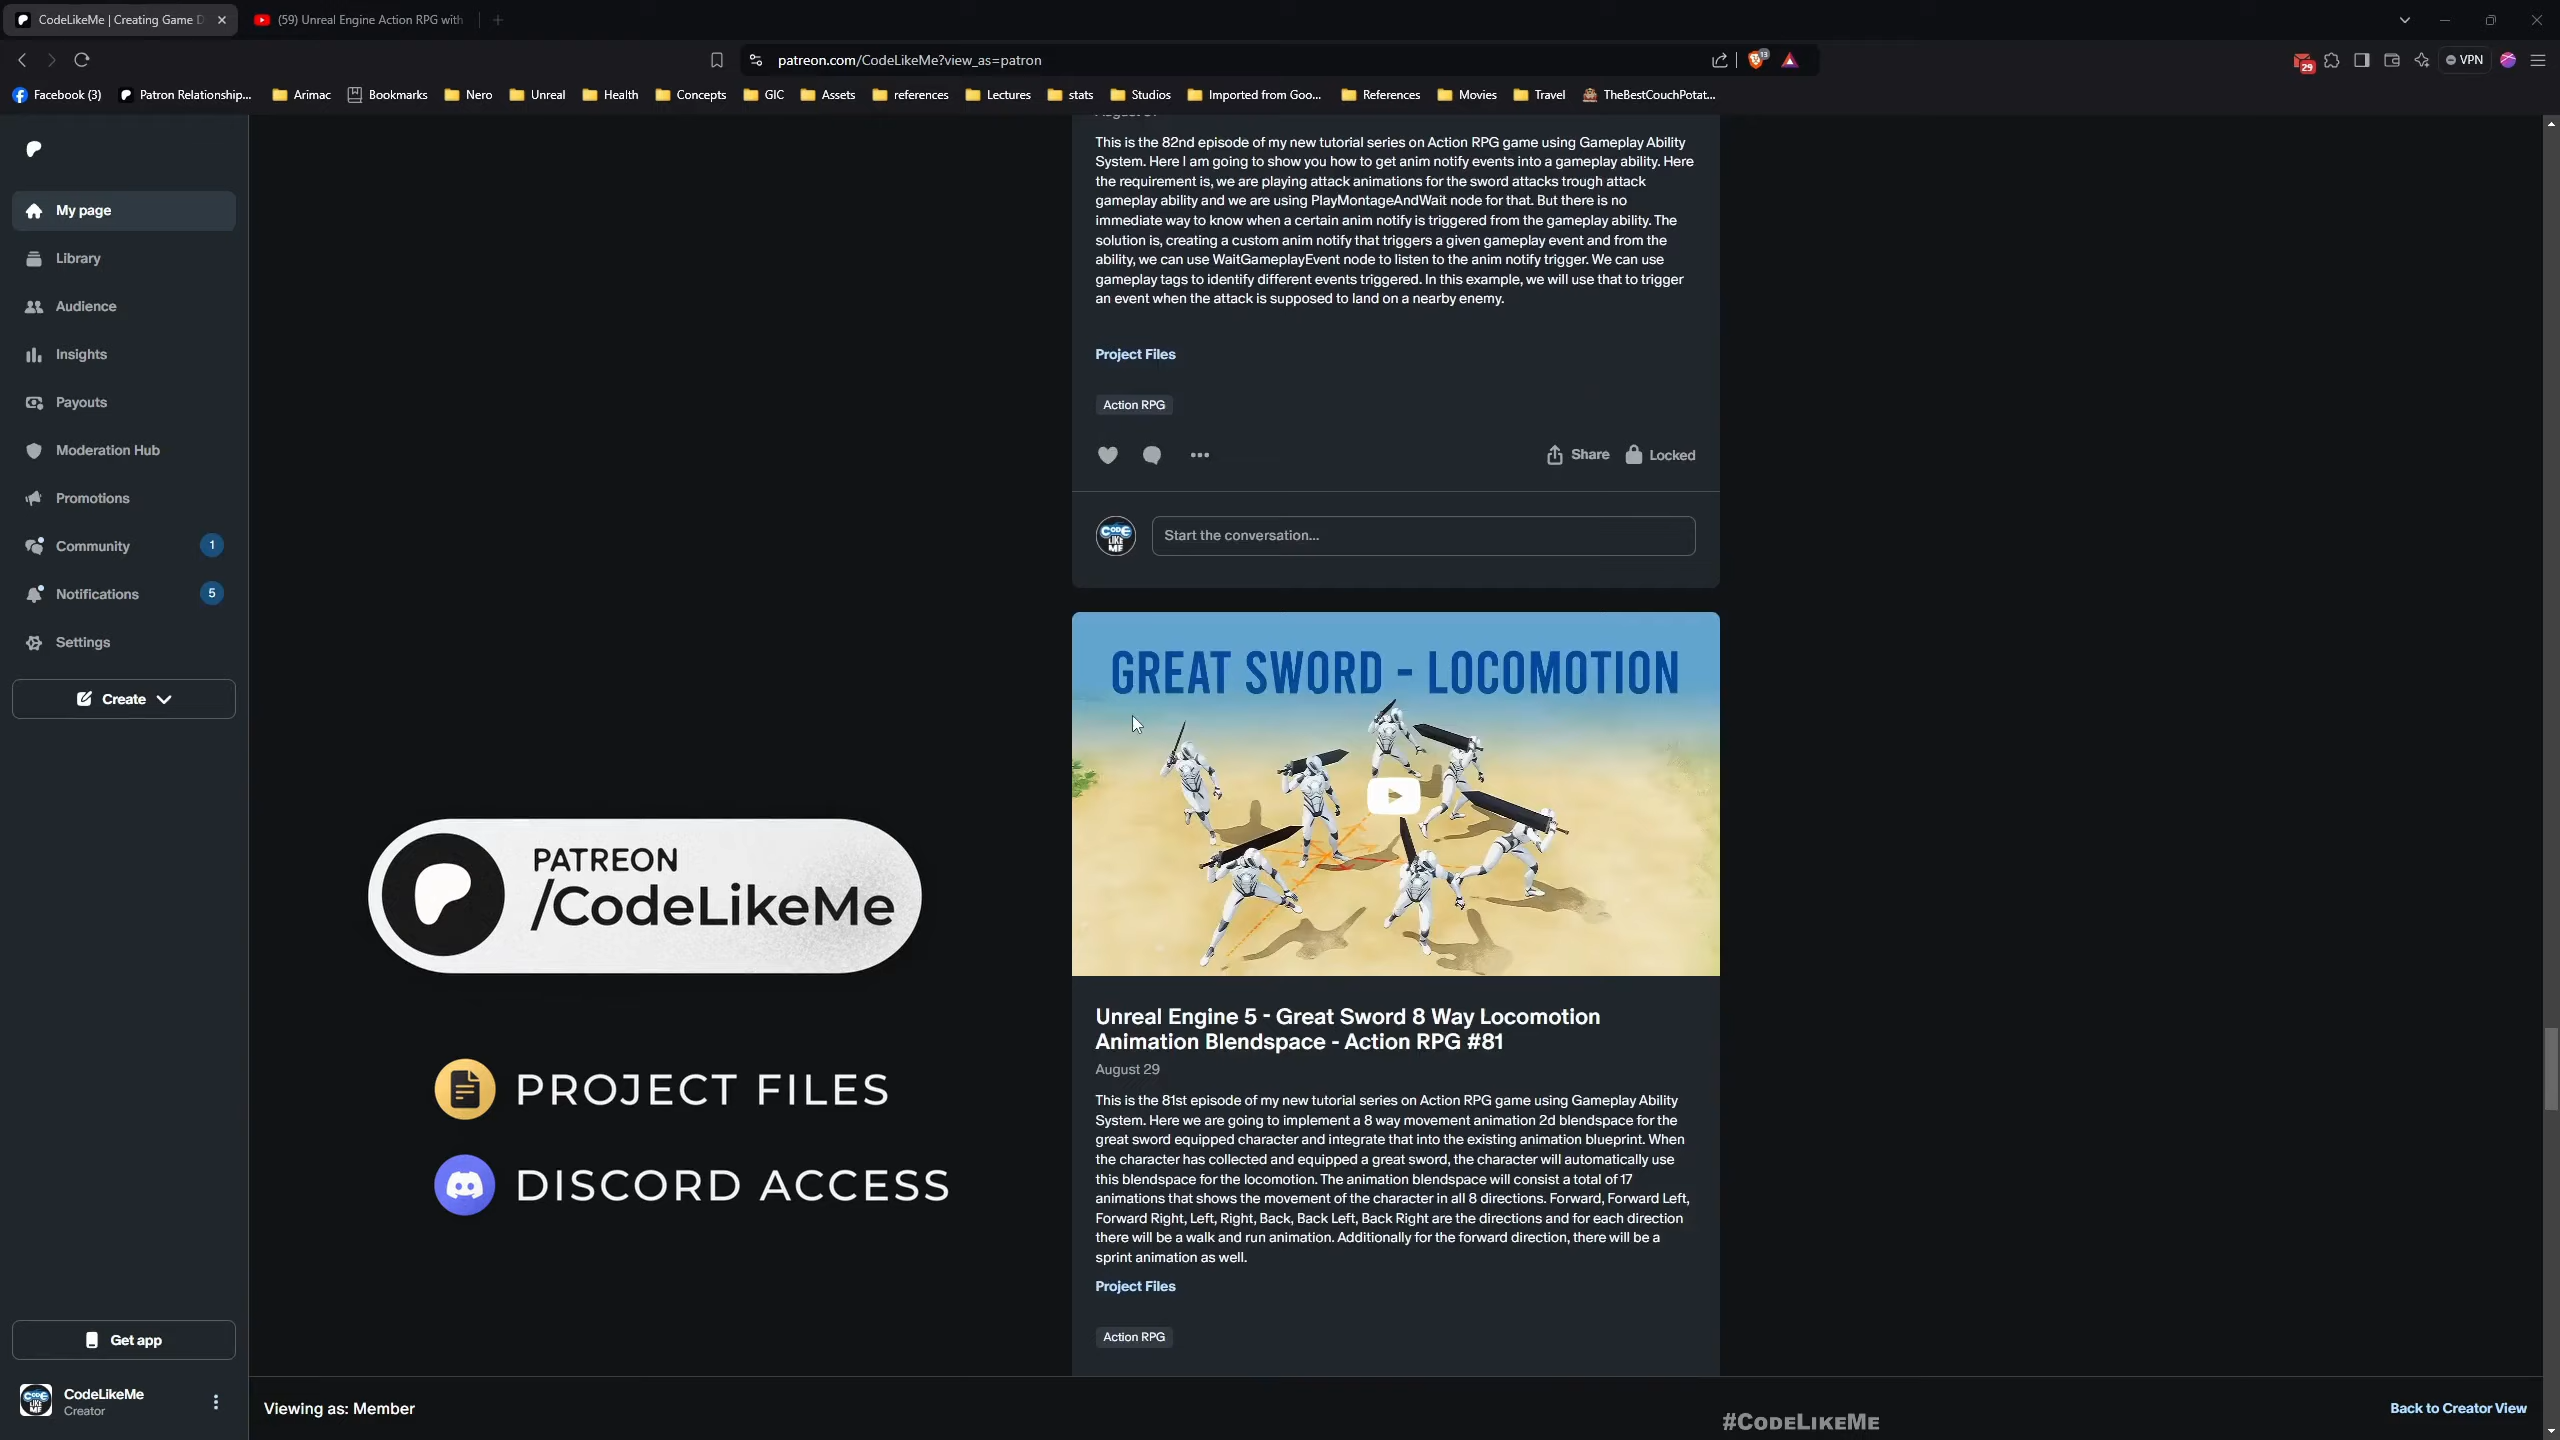 CodeLikeMe | Creating Game D
(59) Unreal Engine Action RPG with
patreon.com/CodeLikeMe?view_as=patron
13
29
VPN
Facebook (3)
Patron Relationship...
Arimac
Bookmarks
Nero
Unreal
Health
Concepts
GIC
Assets
references
Lectures
stats
Studios
Imported from Goo...
References
Movies
Travel
TheBestCouchPotat...
My page
Library
Audience
Insights
Payouts
Moderation Hub
Promotions
Community
1
Notifications
5
Settings
Create
Get app
CodeLikeMe
Creator
This is the 82nd episode of my new tutorial series on Action RPG game using Gameplay Ability
System. Here I am going to show you how to get anim notify events into a gameplay ability. Here
the requirement is, we are playing attack animations for the sword attacks trough attack
gameplay ability and we are using PlayMontageAndWait node for that. But there is no
immediate way to know when a certain anim notify is triggered from the gameplay ability. The
solution is, creating a custom anim notify that triggers a given gameplay event and from the
ability, we can use WaitGameplayEvent node to listen to the anim notify trigger. We can use
gameplay tags to identify different events triggered. In this example, we will use that to trigger
an event when the attack is supposed to land on a nearby enemy.
Project Files
Action RPG
Share
Locked
CODE
LIKE
ME
Start the conversation...
GREAT SWORD - LOCOMOTION
PATREON
/CodeLikeMe
PROJECT FILES
DISCORD ACCESS
Unreal Engine 5 - Great Sword 8 Way Locomotion
Animation Blendspace - Action RPG #81
August 29
This is the 81st episode of my new tutorial series on Action RPG game using Gameplay Ability
System. Here we are going to implement a 8 way movement animation 2d blendspace for the
great sword equipped character and integrate that into the existing animation blueprint. When
the character has collected and equipped a great sword, the character will automatically use
this blendspace for the locomotion. The animation blendspace will consist a total of 17
animations that shows the movement of the character in all 8 directions. Forward, Forward Left,
Forward Right, Left, Right, Back, Back Left, Back Right are the directions and for each direction
there will be a walk and run animation. Additionally for the forward direction, there will be a
sprint animation as well.
Project Files
Action RPG
Viewing as: Member
#CODELIKEME
Back to Creator View